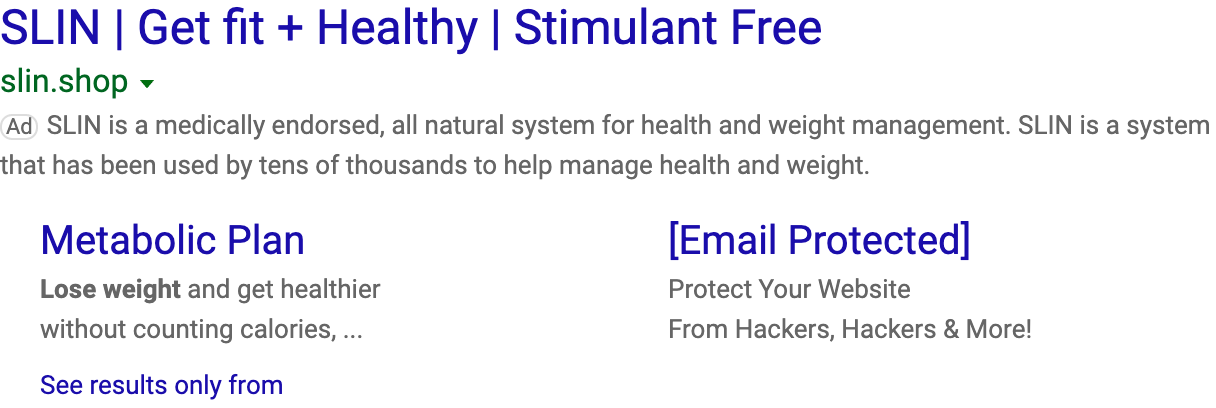 SLIN | Get fit + Healthy | Stimulant Free
slin.shop
Ad SLIN is a medically endorsed, all natural system for health and weight management. SLIN is a system
that has been used by tens of thousands to help manage health and weight.
Metabolic Plan
Lose weight and get healthier
without counting calories, ...
[Email Protected]
Protect Your Website
From Hackers, Hackers & More!
See results only from